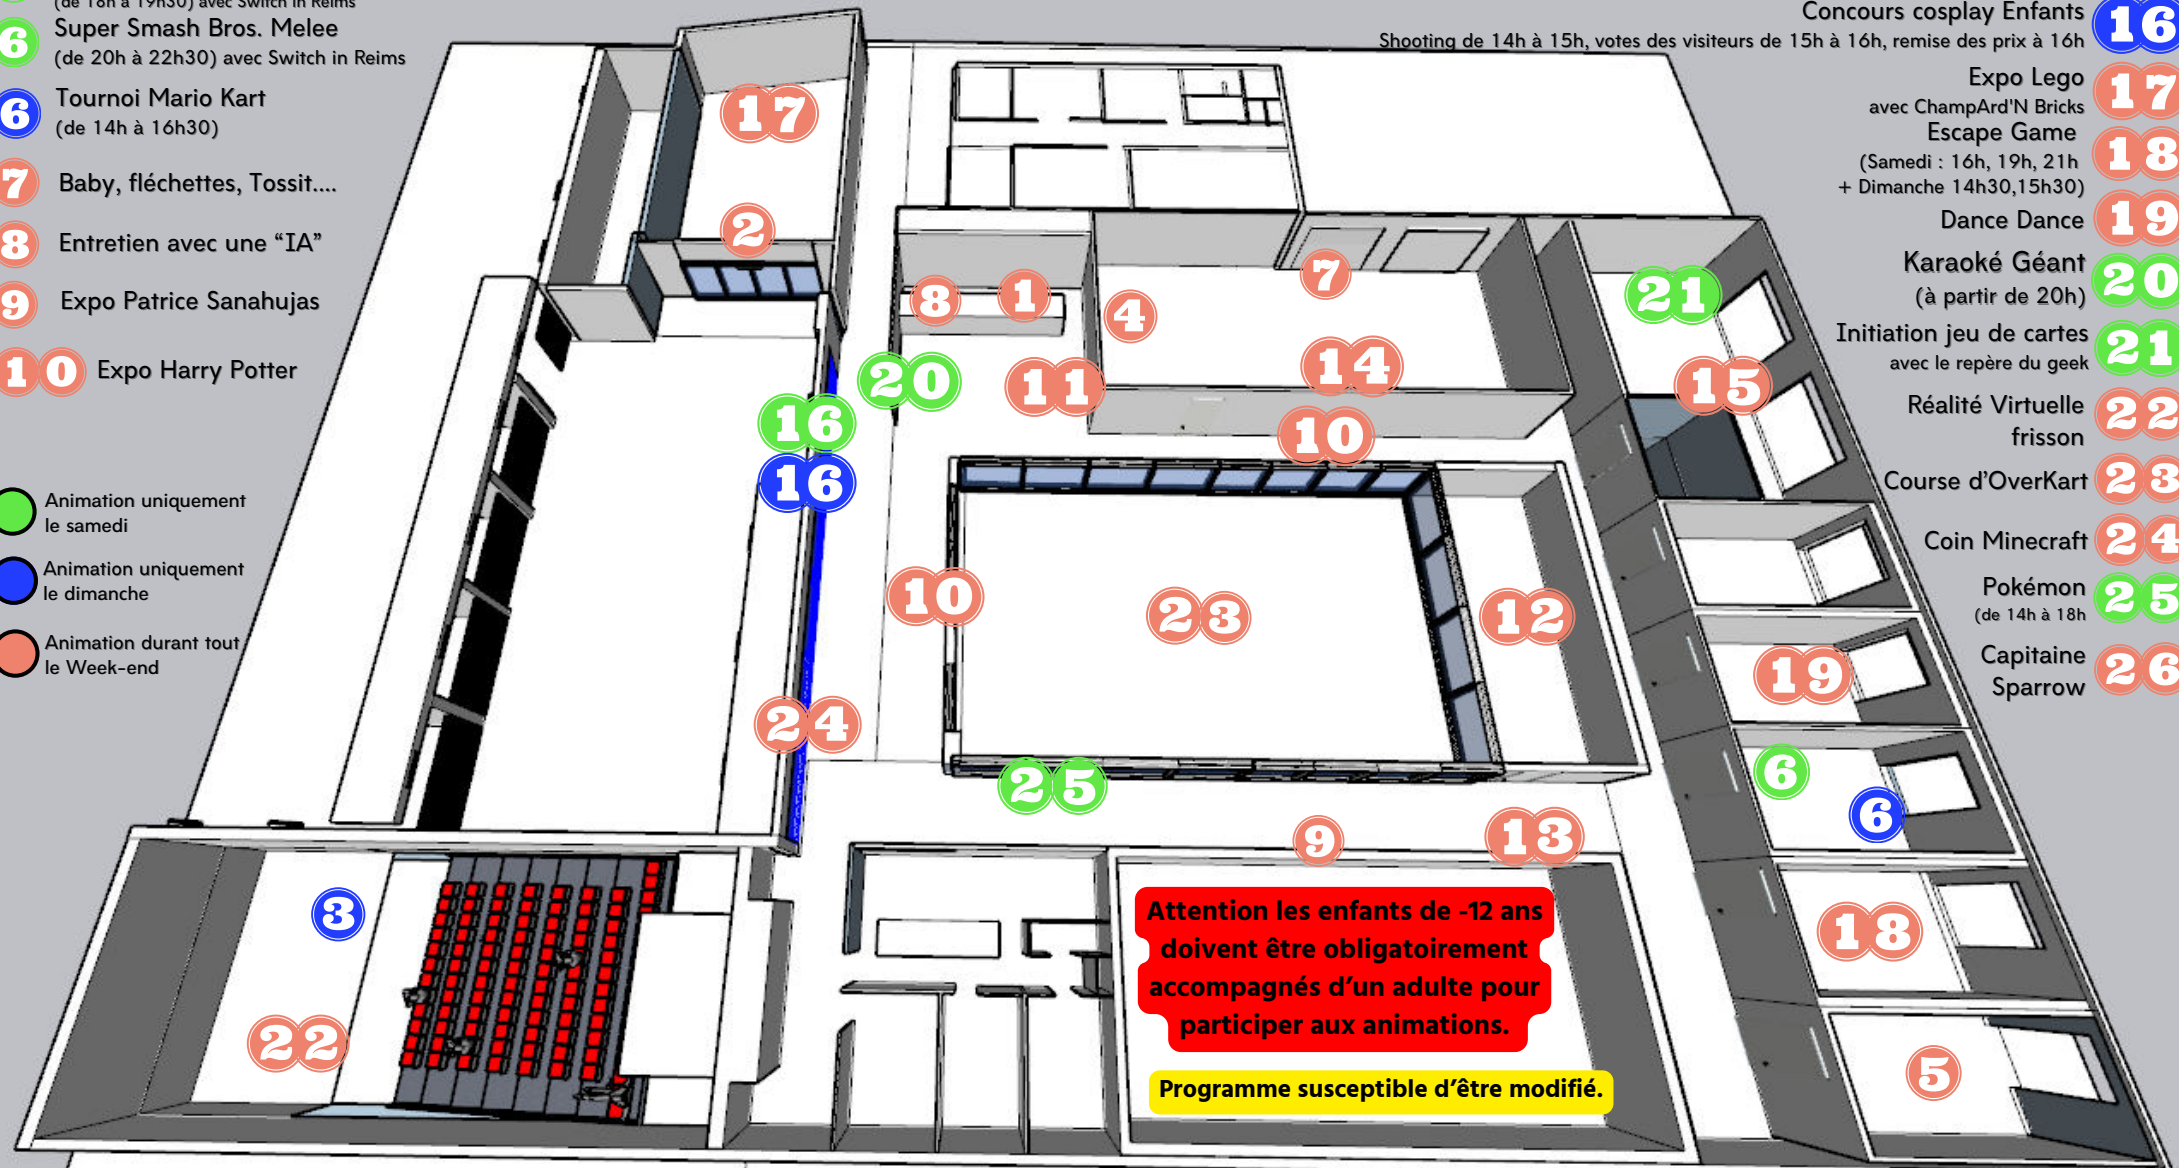 (de 18h à 19h30) avec Switch in Reims
6 Super Smash Bros. Melee
(de 20h à 22h30) avec Switch in Reims
6 Tournoi Mario Kart
(de 14h à 16h30)
7 Baby, fléchettes, Tossit....
8 Entretien avec une “IA”
9 Expo Patrice Sanahujas
10 Expo Harry Potter
Animation uniquement
le samedi
Animation uniquement
le dimanche
Animation durant tout
le Week-end
17
2
8
1
4
7
21
20
11
14
15
16
10
16
10
23
12
19
24
25
6
6
9
13
3
18
22
5
Attention les enfants de -12 ans
doivent être obligatoirement
accompagnés d’un adulte pour
participer aux animations.
Programme susceptible d’être modifié.
Concours cosplay Enfants 16
Shooting de 14h à 15h, votes des visiteurs de 15h à 16h, remise des prix à 16h
Expo Lego 17
avec ChampArd'N Bricks
Escape Game 18
(Samedi : 16h, 19h, 21h
+ Dimanche 14h30,15h30)
Dance Dance 19
Karaoké Géant 20
(à partir de 20h)
Initiation jeu de cartes 21
avec le repère du geek
Réalité Virtuelle 22
frisson
Course d’OverKart 23
Coin Minecraft 24
Pokémon 25
(de 14h à 18h
Capitaine 26
Sparrow